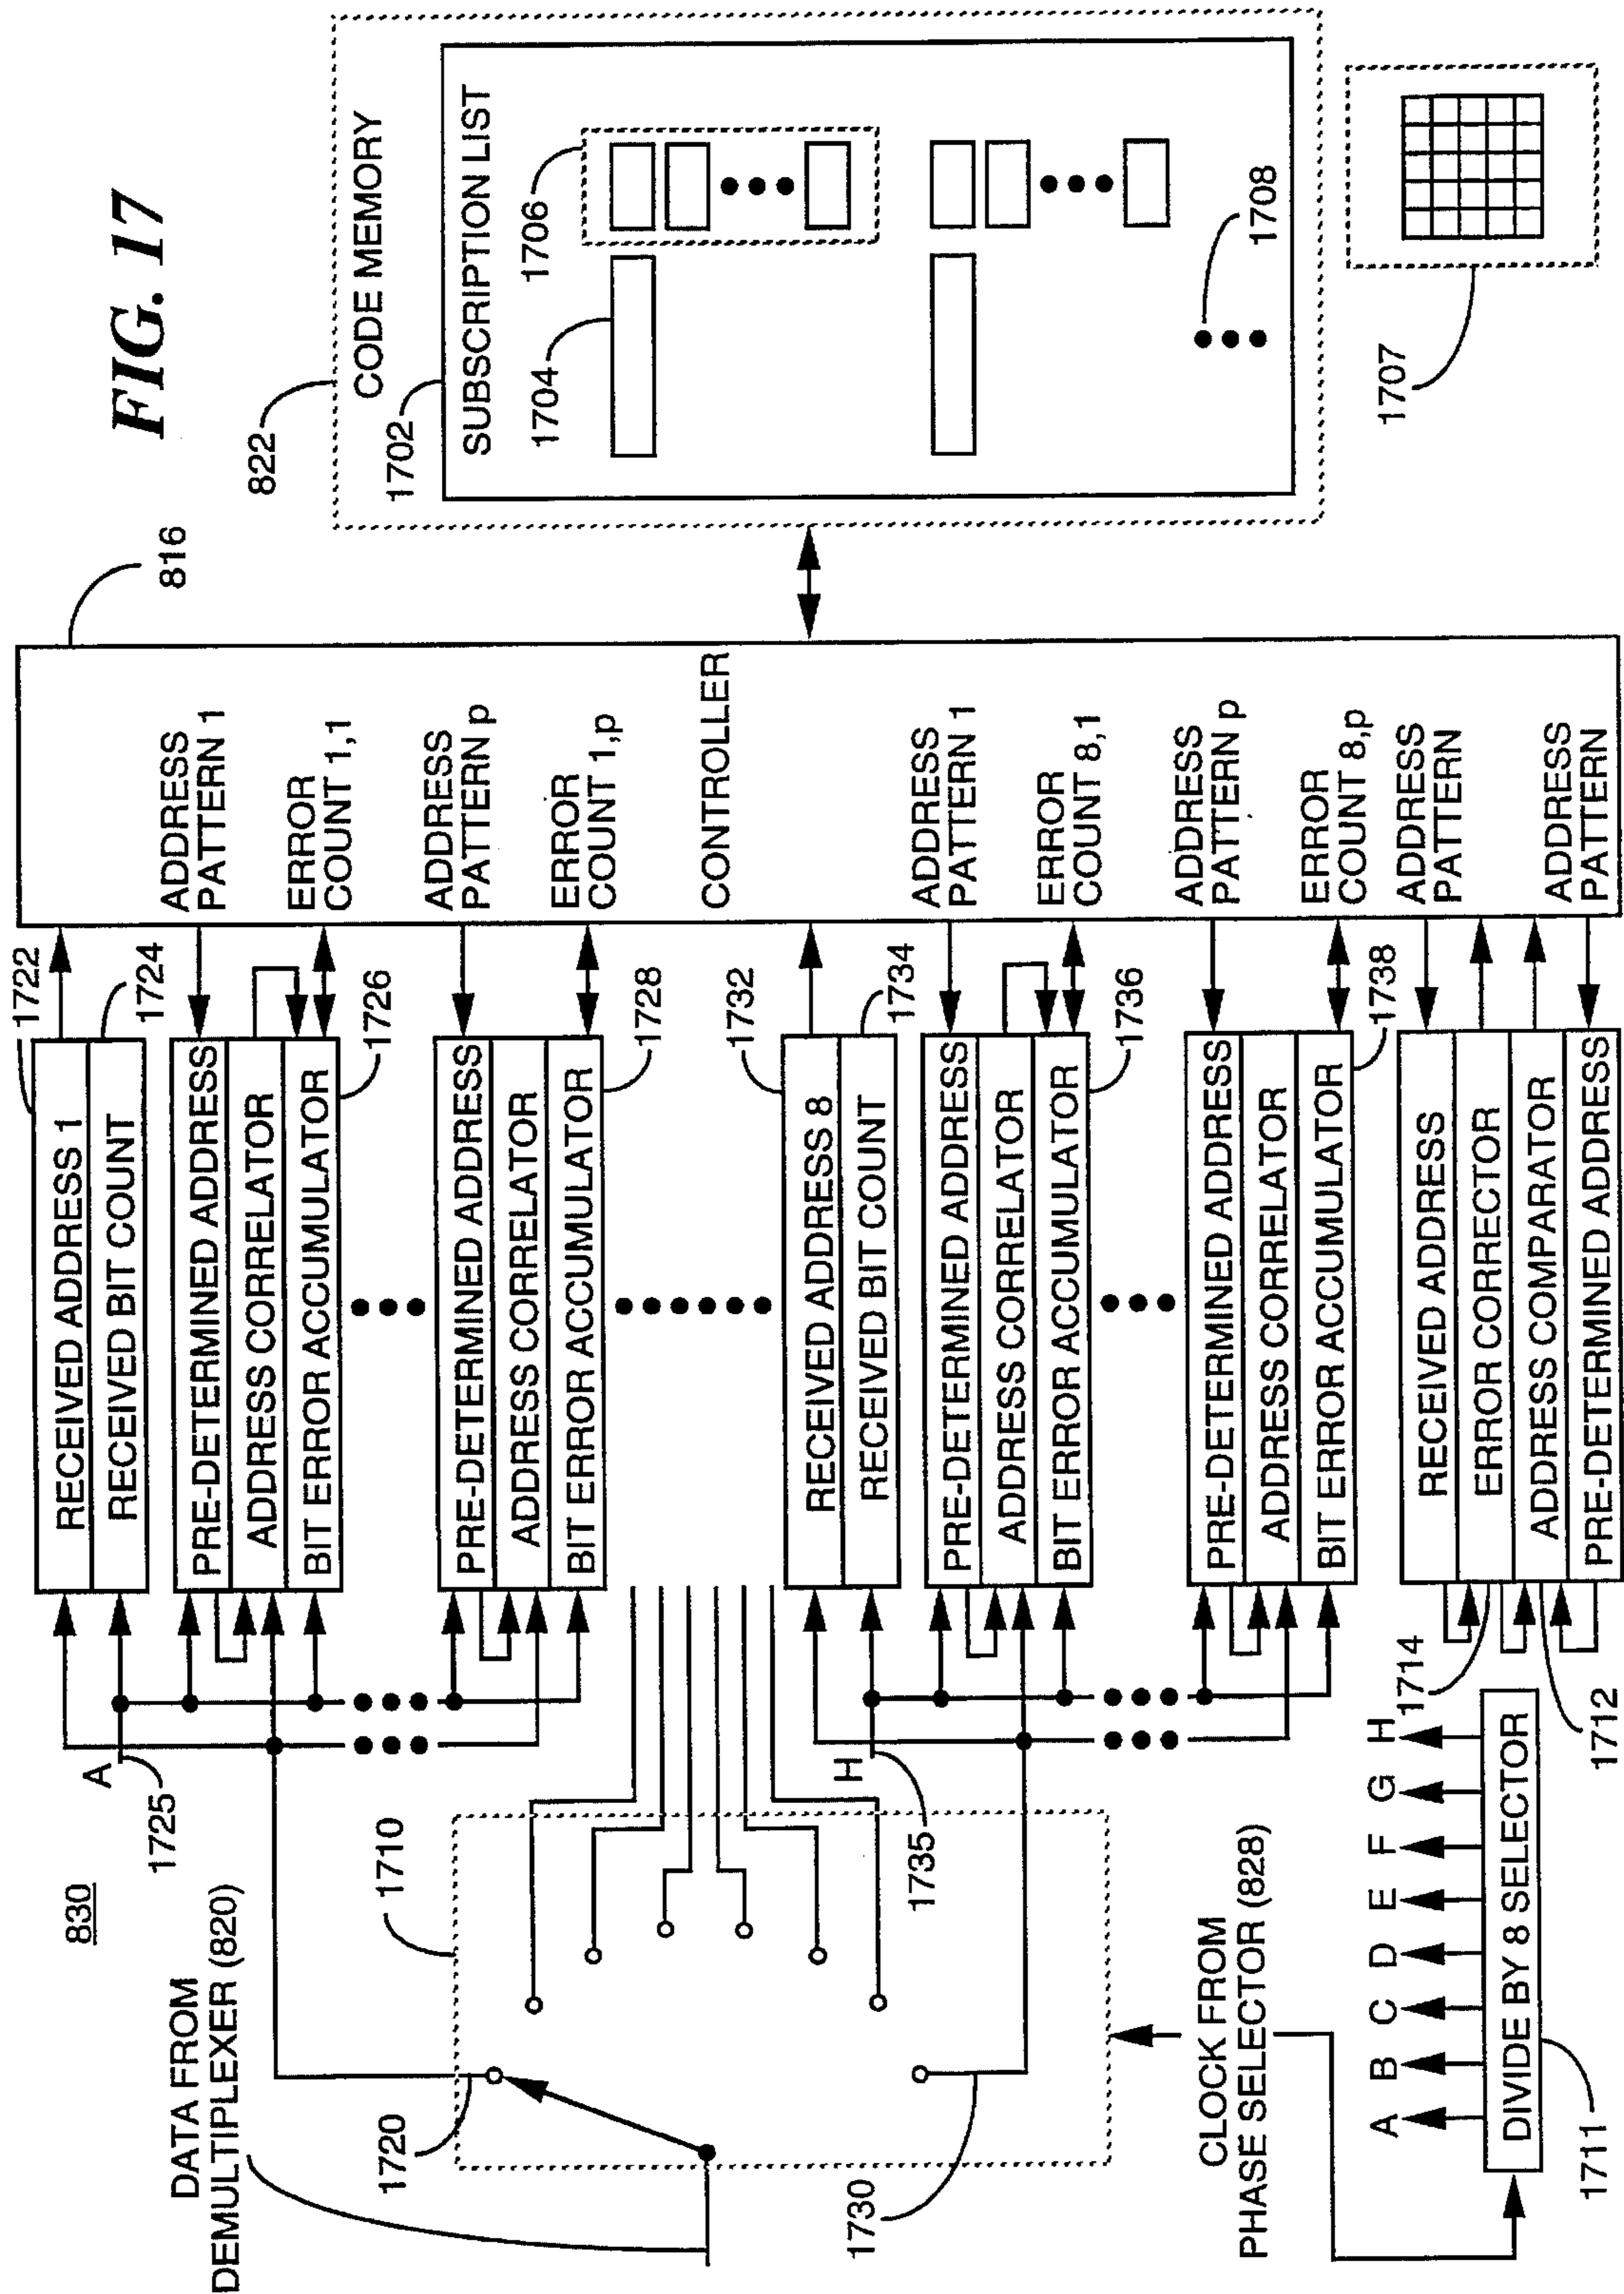 FIG. 17
830
DATA FROM
DEMULTIPLEXER (820)
1710
1720
1730
CLOCK FROM
PHASE SELECTOR (828)
A B C D E F G H
DIVIDE BY 8 SELECTOR
1711
A
1725
H
1735
1722
RECEIVED ADDRESS 1
RECEIVED BIT COUNT
1724
PRE-DETERMINED ADDRESS
ADDRESS CORRELATOR
BIT ERROR ACCUMULATOR
1726
PRE-DETERMINED ADDRESS
ADDRESS CORRELATOR
BIT ERROR ACCUMULATOR
1728
1732
RECEIVED ADDRESS 8
RECEIVED BIT COUNT
1734
PRE-DETERMINED ADDRESS
ADDRESS CORRELATOR
BIT ERROR ACCUMULATOR
1736
PRE-DETERMINED ADDRESS
ADDRESS CORRELATOR
BIT ERROR ACCUMULATOR
1738
RECEIVED ADDRESS
ERROR CORRECTOR
ADDRESS COMPARATOR
PRE-DETERMINED ADDRESS
1714
1712
816
ADDRESS
PATTERN 1
ERROR
COUNT 1,1
ADDRESS
PATTERN p
ERROR
COUNT 1,p
CONTROLLER
ADDRESS
PATTERN 1
ERROR
COUNT 8,1
ADDRESS
PATTERN p
ERROR
COUNT 8,p
ADDRESS
PATTERN
ADDRESS
PATTERN
822
CODE MEMORY
1702
SUBSCRIPTION LIST
1704
1706
1708
1707